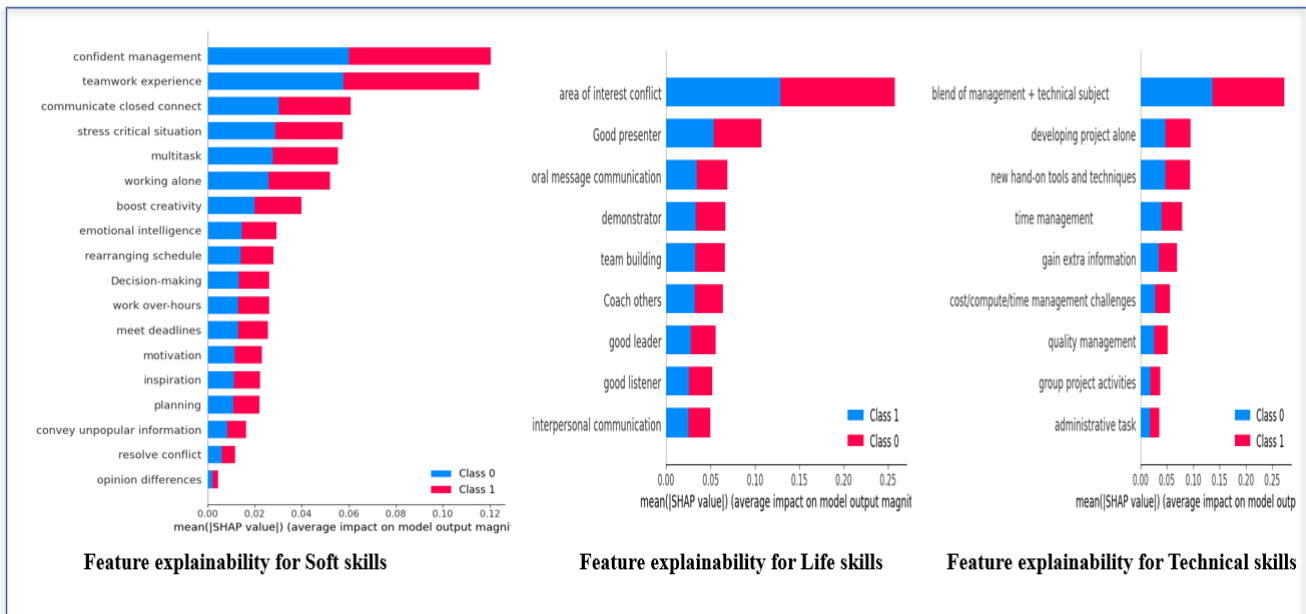 confident management
teamwork experience
communicate closed connect
stress critical situation
multitask
working alone
boost creativity
emotional intelligence
rearranging schedule
Decision-making
work over-hours
meet deadlines
motivation
inspiration
planning
convey unpopular information
resolve conflict
opinion differences
Class 0
Class 1
0.00 0.02 0.04 0.06 0.08 0.10 0.12
mean(|SHAP value|) (average impact on model output magnit
Feature explainability for Soft skills
area of interest conflict
Good presenter
oral message communication
demonstrator
team building
Coach others
good leader
good listener
interpersonal communication
Class 1
Class 0
0.00 0.05 0.10 0.15 0.20 0.25
mean(|SHAP value|) (average impact on model output magnit
Feature explainability for Life skills
blend of management + technical subject
developing project alone
new hand-on tools and techniques
time management
gain extra information
cost/compute/time management challenges
quality management
group project activities
administrative task
Class 0
Class 1
0.00 0.05 0.10 0.15 0.20 0.25
mean(|SHAP value|) (average impact on model outp
Feature explainability for Technical skills